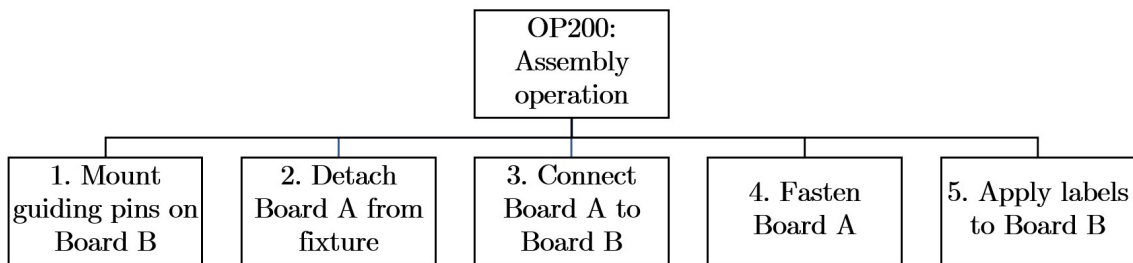 OP200:
Assembly
operation
1. Mount
guiding pins on
Board B
2. Detach
Board A from
fixture
3. Connect
Board A to
Board B
4. Fasten
Board A
5. Apply labels
to Board B